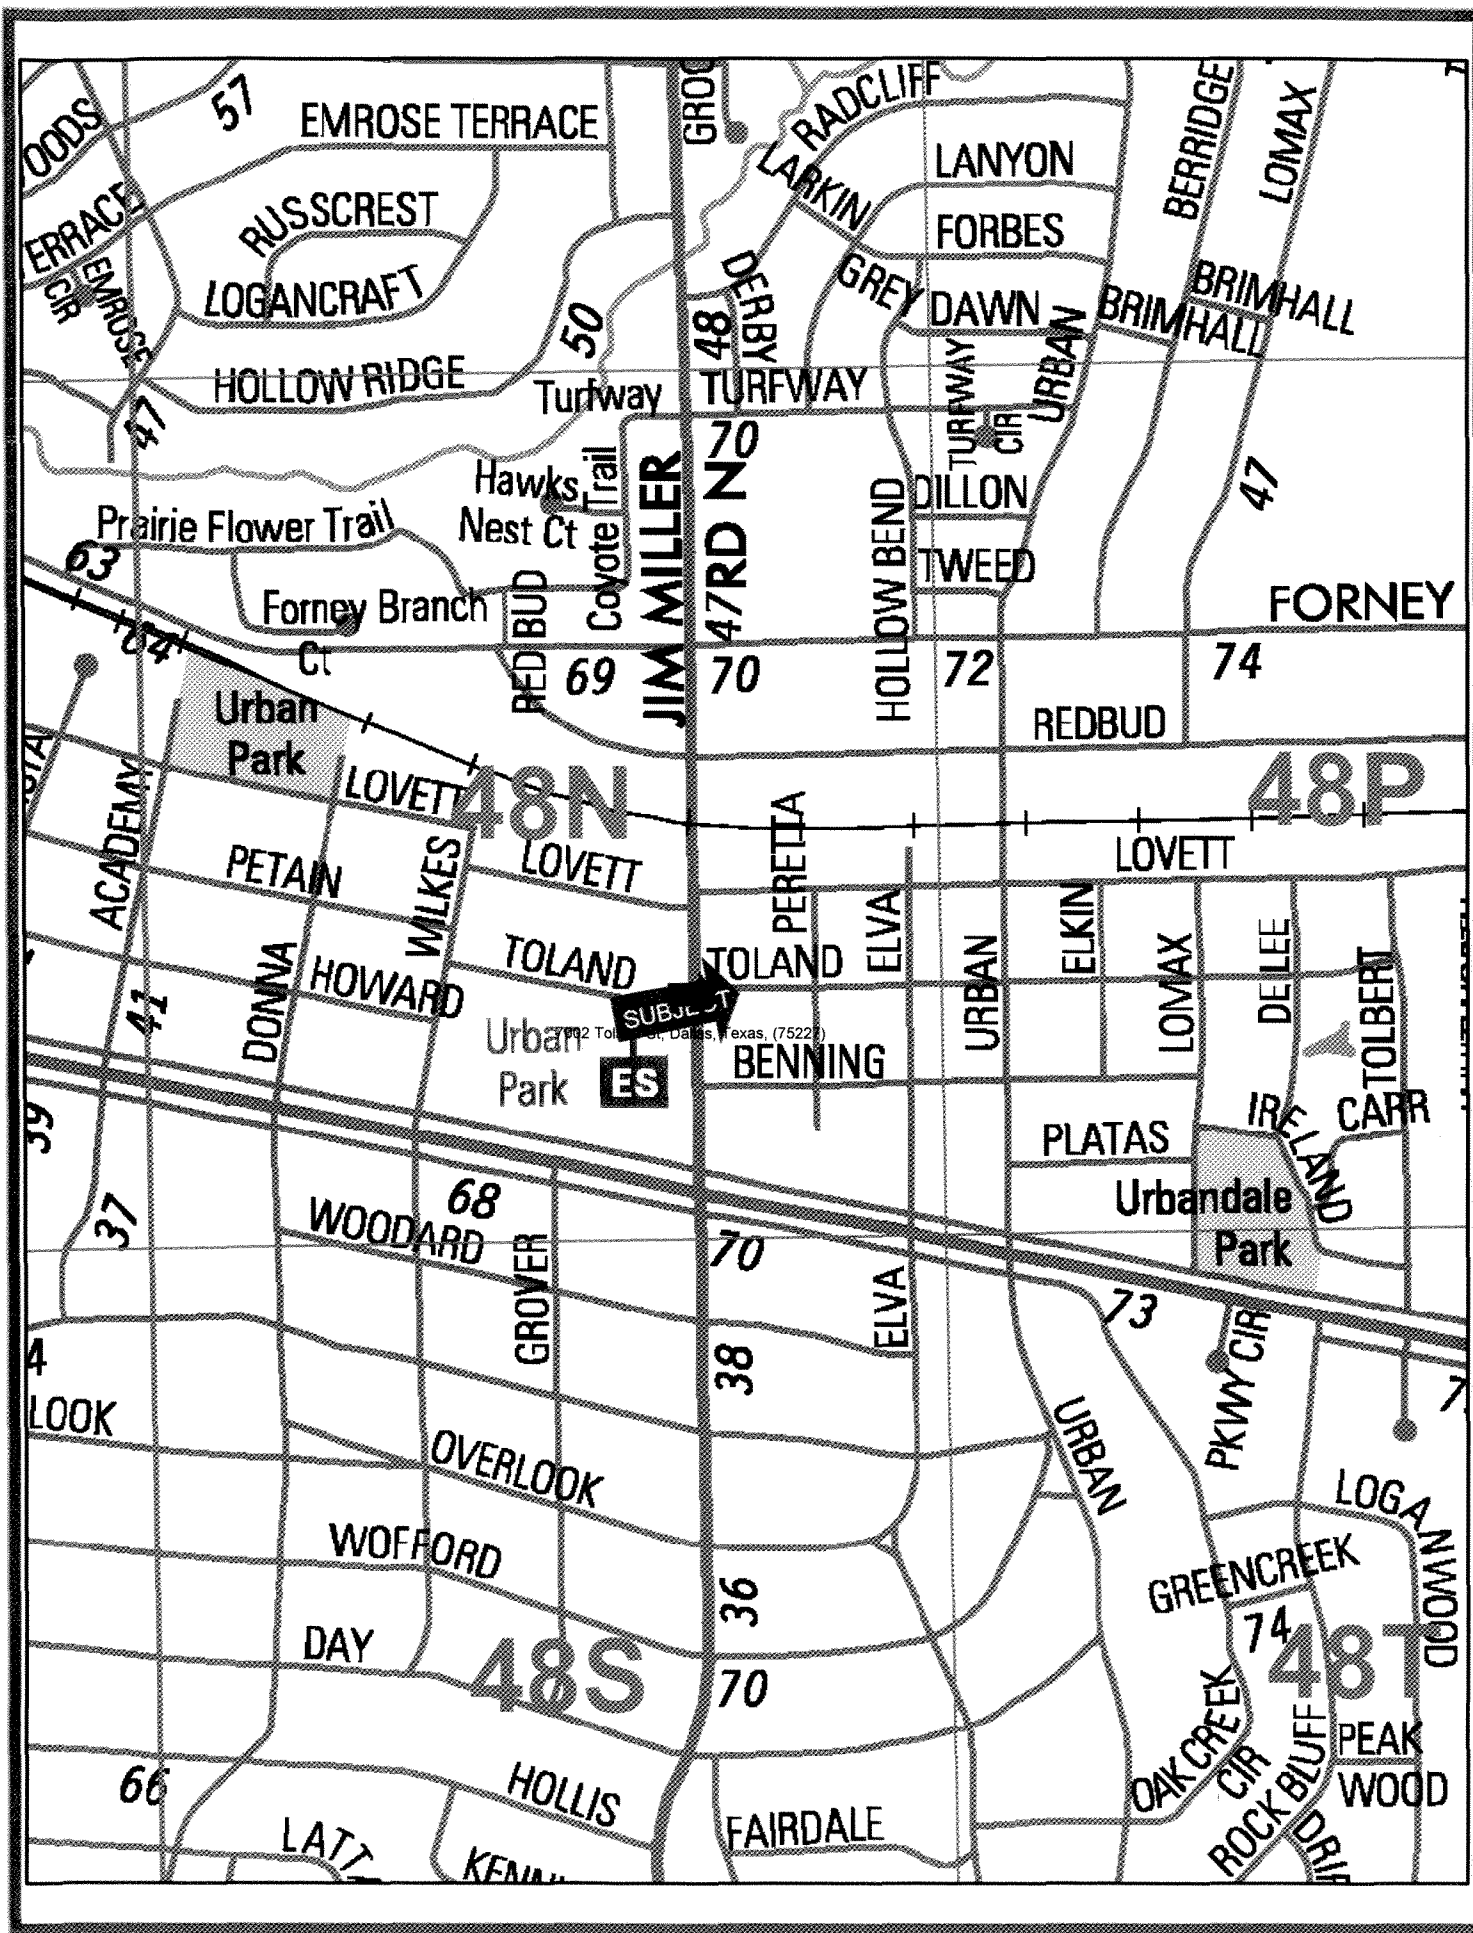 57
EMROSE TERRACE
RADCLIFF
BERRIDGE
LOMAX
LARKIN
LANYON
RUSSCREST
FORBES
TERRACE
EMROSE
CIR
LOGANCRAFT
50
48
DERBY
GREY DAWN
URBAN
BRIMHALL
BRIMHALL
HOLLOW RIDGE
Turfway
TURFWAY
TURFWAY
CIR
47
70
Hawks
Nest Ct
Coyote Trail
JIM MILLER
47RD N
HOLLOW BEND
DILLON
47
Prairie Flower Trail
63
TWEED
Forney Branch
Ct
RED BUD
FORNEY
64
69
70
72
74
Urban
Park
REDBUD
LOVETT
48N
48P
ACADEMY
PETAIN
WILKES
LOVETT
PERETTA
LOVETT
ELVA
ELKIN
DONNA
HOWARD
TOLAND
TOLAND
URBAN
LOMAX
TOLBERT
41
SUBJECT
Urban
Park
ES
BENNING
39
PLATAS
IRELAND
CARR
37
68
WOODARD
Urbandale
Park
70
GROVER
ELVA
73
PKWY CIR
38
LOOK
OVERLOOK
URBAN
LOGANWOOD
WOFFORD
36
GREENCREEK
74
DAY
48S
48T
70
OAK CREEK
CIR
ROCK BLUFF
PEAK
WOOD
66
HOLLIS
FAIRDALE